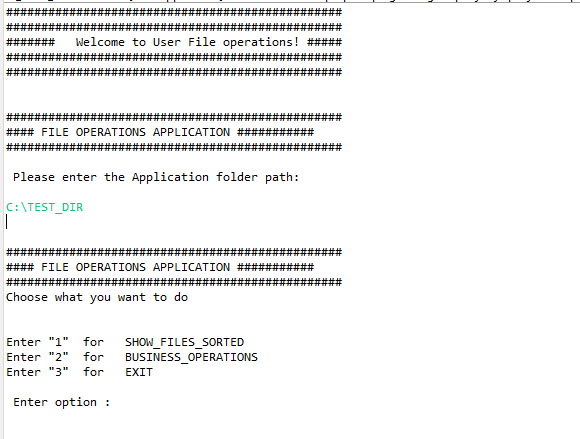 ################################################
################################################
#######   Welcome to User File operations! #####
################################################
################################################
################################################
#### FILE OPERATIONS APPLICATION ###########
################################################
Please enter the Application folder path:
C:\TEST_DIR
################################################
#### FILE OPERATIONS APPLICATION ###########
################################################
Choose what you want to do
Enter "1"  for   SHOW_FILES_SORTED
Enter "2"  for   BUSINESS_OPERATIONS
Enter "3"  for   EXIT
Enter option :